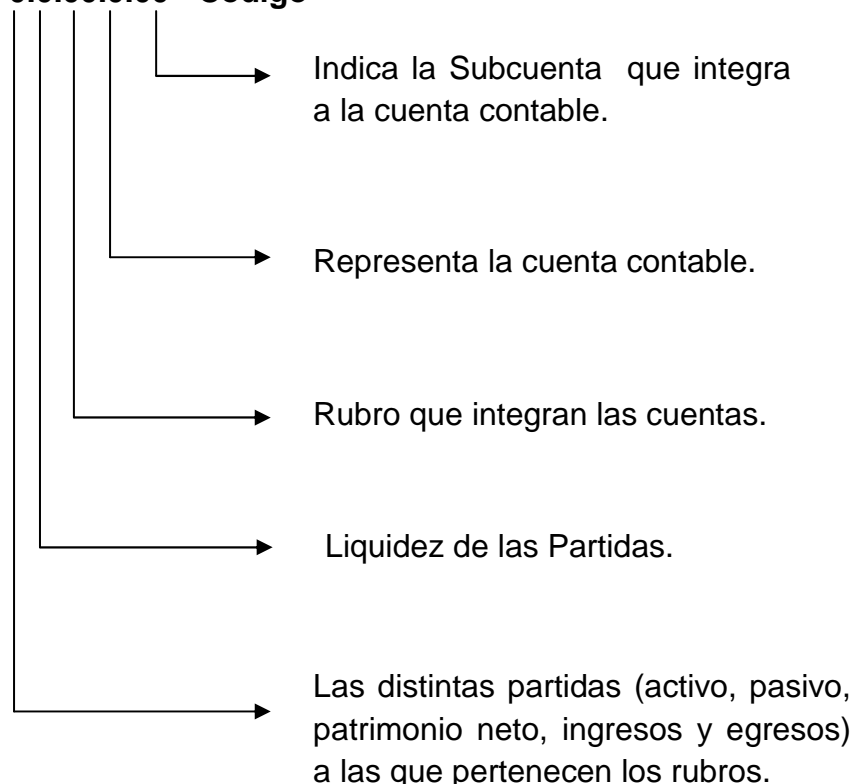 Indica la Subcuenta que integra
a la cuenta contable.
Representa la cuenta contable.
Rubro que integran las cuentas.
Liquidez de las Partidas.
Las distintas partidas (activo, pasivo,
patrimonio neto, ingresos y egresos)
a las que pertenecen los rubros.